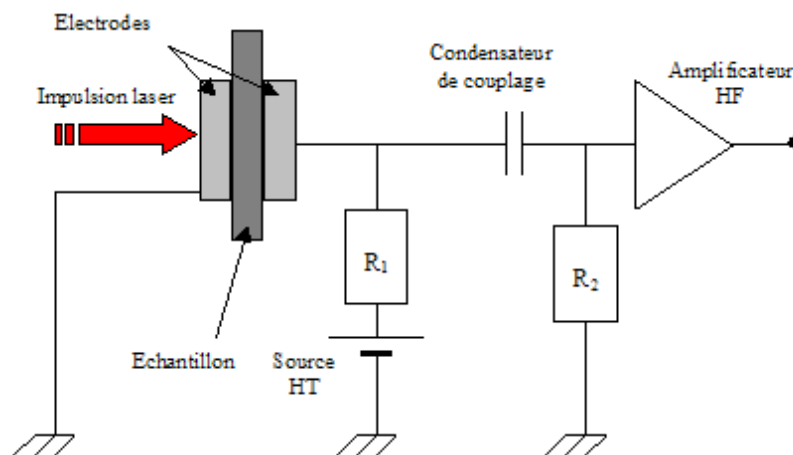 Electrodes
Impulsion laser
Condensateur
de couplage
Amplificateur
HF
R₁
R₂
Echantillon
Source
HT